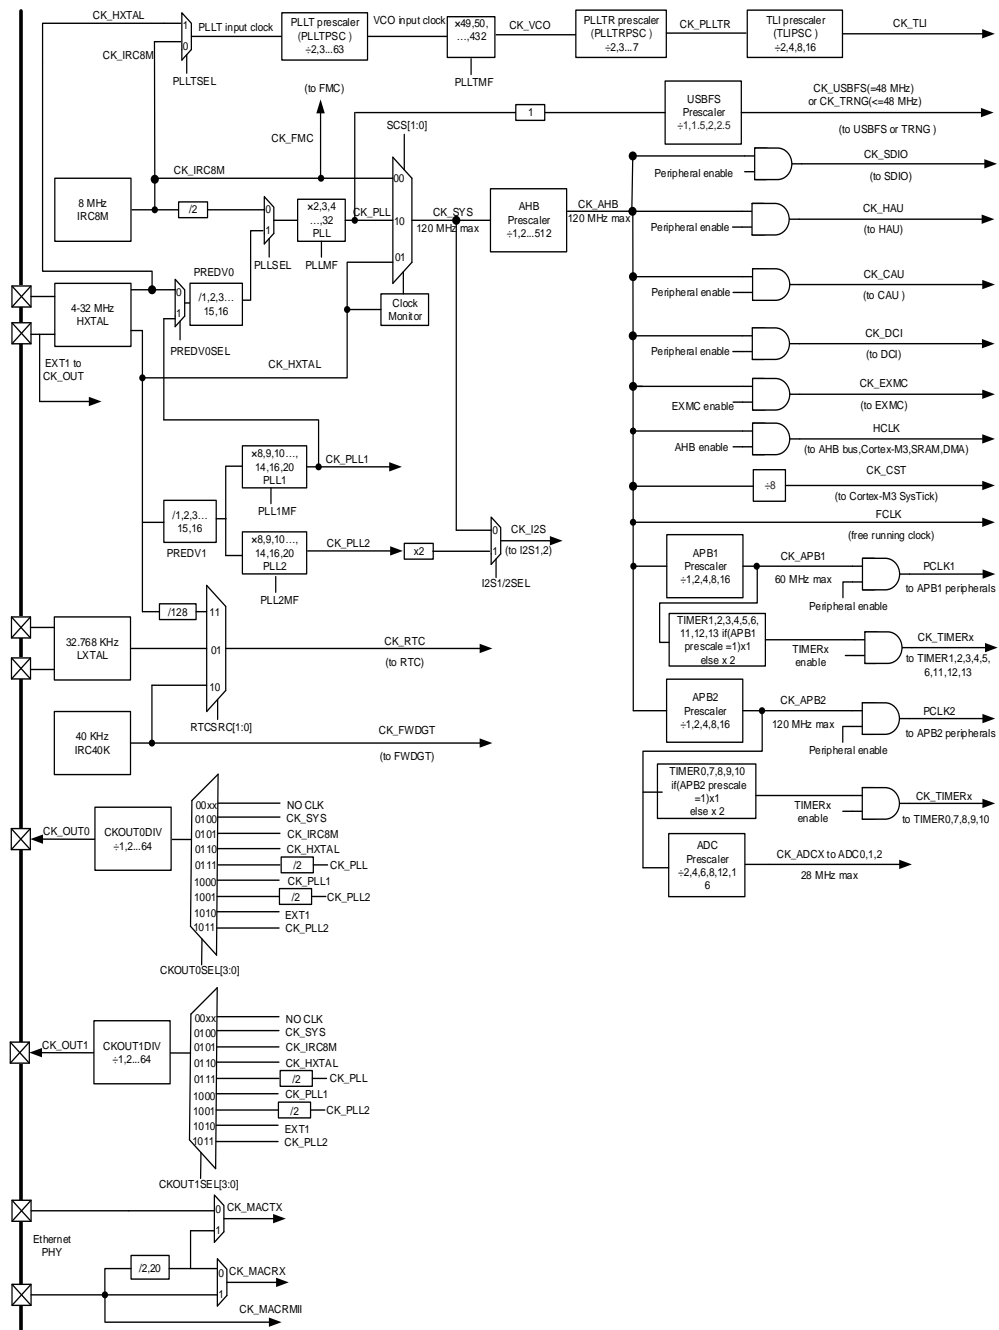 CK_HXTAL
CK_IRC8M
1
0
PLLTSEL
PLLT input clock
PLLT prescaler
(PLLTPSC )
÷2,3...63
VCO input clock
×49,50,
…,432
PLLTMF
CK_VCO
PLLTR prescaler
(PLLTRPSC )
÷2,3...7
CK_PLLTR
TLI prescaler
(TLIPSC)
÷2,4,8,16
CK_TLI
(to FMC)
CK_FMC
SCS[1:0]
1
USBFS
Prescaler
÷1,1.5,2,2.5
CK_USBFS(=48 MHz)
or CK_TRNG(<=48 MHz)
(to USBFS or TRNG )
8 MHz
IRC8M
CK_IRC8M
/2
0
1
PLLSEL
×2,3,4
…,32
PLL
PLLMF
CK_PLL
00
10
01
CK_SYS
120 MHz max
AHB
Prescaler
÷1,2...512
CK_AHB
120 MHz max
Clock
Monitor
Peripheral enable
CK_SDIO
(to SDIO)
Peripheral enable
CK_HAU
(to HAU)
Peripheral enable
CK_CAU
(to CAU )
Peripheral enable
CK_DCI
(to DCI)
EXMC enable
CK_EXMC
(to EXMC)
AHB enable
HCLK
(to AHB bus,Cortex-M3,SRAM,DMA)
÷8
CK_CST
(to Cortex-M3 SysTick)
FCLK
(free running clock)
4-32 MHz
HXTAL
0
1
PREDV0SEL
PREDV0
/1,2,3...
15,16
EXT1 to
CK_OUT
CK_HXTAL
×8,9,10...,
14,16,20
PLL1
PLL1MF
CK_PLL1
/1,2,3...
15,16
PREDV1
×8,9,10...,
14,16,20
PLL2
PLL2MF
CK_PLL2
x2
0
1
I2S1/2SEL
CK_I2S
(to I2S1,2)
APB1
Prescaler
÷1,2,4,8,16
CK_APB1
60 MHz max
Peripheral enable
PCLK1
to APB1 peripherals
TIMER1,2,3,4,5,6,
11,12,13 if(APB1
prescale =1)x1
else x 2
TIMERx
enable
CK_TIMERx
to TIMER1,2,3,4,5,
6,11,12,13
APB2
Prescaler
÷1,2,4,8,16
CK_APB2
120 MHz max
Peripheral enable
PCLK2
to APB2 peripherals
TIMER0,7,8,9,10
if(APB2 prescale
=1)x1
else x 2
TIMERx
enable
CK_TIMERx
to TIMER0,7,8,9,10
ADC
Prescaler
÷2,4,6,8,12,1
6
CK_ADCX to ADC0,1,2
28 MHz max
/128
11
01
10
RTCSRC[1:0]
32.768 KHz
LXTAL
CK_RTC
(to RTC)
40 KHz
IRC40K
CK_FWDGT
(to FWDGT)
CK_OUT0
CKOUT0DIV
÷1,2...64
00xx NO CLK
0100 CK_SYS
0101 CK_IRC8M
0110 CK_HXTAL
0111 /2 CK_PLL
1000 CK_PLL1
1001 /2 CK_PLL2
1010 EXT1
1011 CK_PLL2
CKOUT0SEL[3:0]
CK_OUT1
CKOUT1DIV
÷1,2...64
00xx NO CLK
0100 CK_SYS
0101 CK_IRC8M
0110 CK_HXTAL
0111 /2 CK_PLL
1000 CK_PLL1
1001 /2 CK_PLL2
1010 EXT1
1011 CK_PLL2
CKOUT1SEL[3:0]
Ethernet
PHY
0
1
CK_MACTX
/2,20
0
1
CK_MACRX
CK_MACRMII